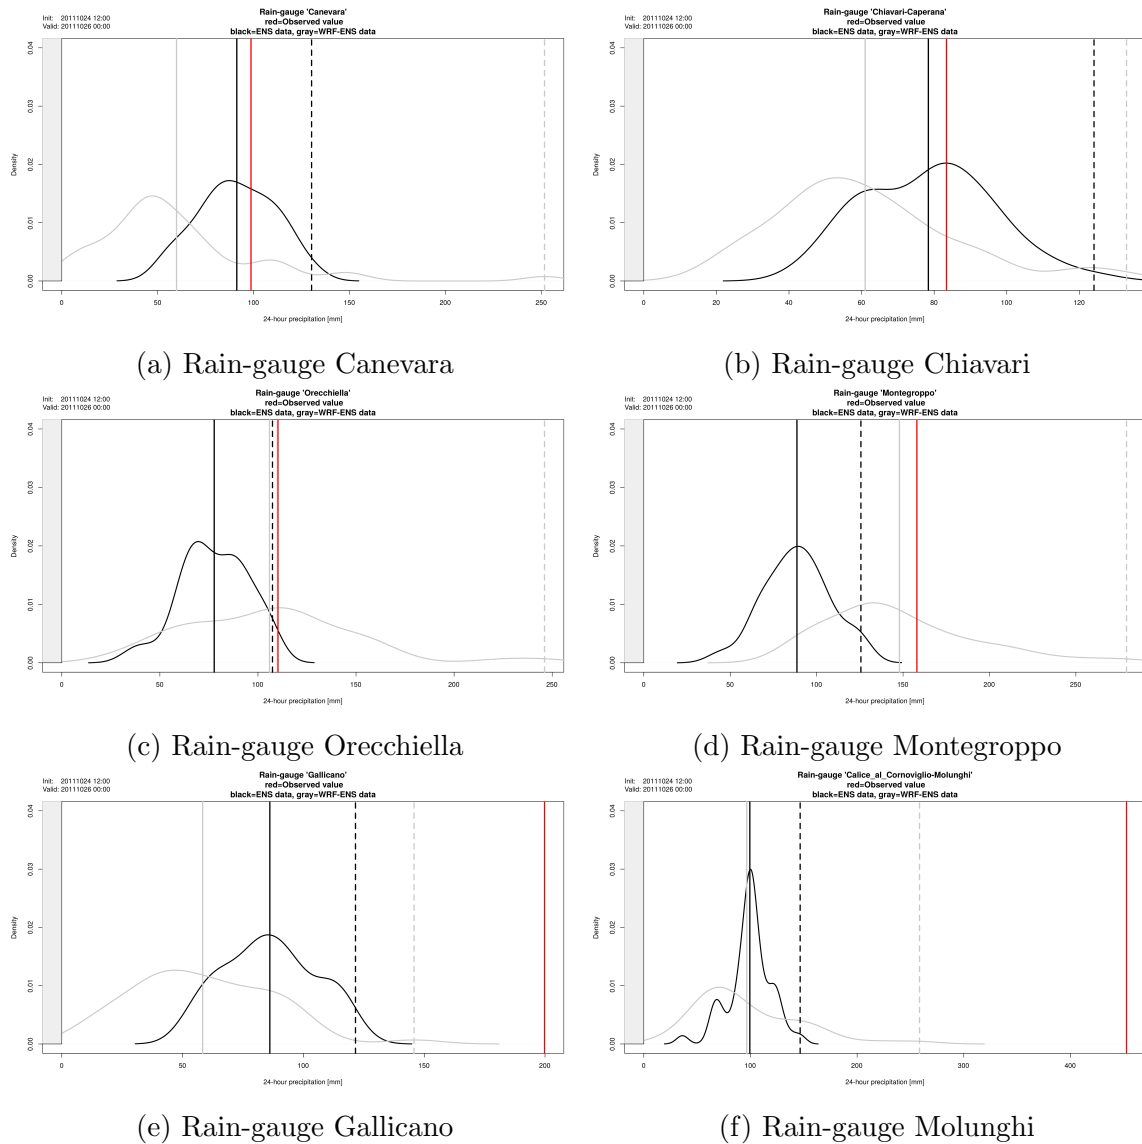 Init: 20111024 12:00
Valid: 20111026 00:00
Rain-gauge 'Canevara'
red=Observed value
black=ENS data, gray=WRF-ENS data
0.04
0.03
0.02
0.01
0.00
Density
0 50 100 150 200 250
24-hour precipitation [mm]
(a) Rain-gauge Canevara
Init: 20111024 12:00
Valid: 20111026 00:00
Rain-gauge 'Chiavari-Caperana'
red=Observed value
black=ENS data, gray=WRF-ENS data
0.04
0.03
0.02
0.01
0.00
Density
0 20 40 60 80 100 120
24-hour precipitation [mm]
(b) Rain-gauge Chiavari
Init: 20111024 12:00
Valid: 20111026 00:00
Rain-gauge 'Orecchiella'
red=Observed value
black=ENS data, gray=WRF-ENS data
0.04
0.03
0.02
0.01
0.00
Density
0 50 100 150 200 250
24-hour precipitation [mm]
(c) Rain-gauge Orecchiella
Init: 20111024 12:00
Valid: 20111026 00:00
Rain-gauge 'Montegroppo'
red=Observed value
black=ENS data, gray=WRF-ENS data
0.04
0.03
0.02
0.01
0.00
Density
0 50 100 150 200 250
24-hour precipitation [mm]
(d) Rain-gauge Montegroppo
Init: 20111024 12:00
Valid: 20111026 00:00
Rain-gauge 'Gallicano'
red=Observed value
black=ENS data, gray=WRF-ENS data
0.04
0.03
0.02
0.01
0.00
Density
0 50 100 150 200
24-hour precipitation [mm]
(e) Rain-gauge Gallicano
Init: 20111024 12:00
Valid: 20111026 00:00
Rain-gauge 'Calice_al_Cornoviglio-Molunghi'
red=Observed value
black=ENS data, gray=WRF-ENS data
0.04
0.03
0.02
0.01
0.00
Density
0 100 200 300 400
24-hour precipitation [mm]
(f) Rain-gauge Molunghi